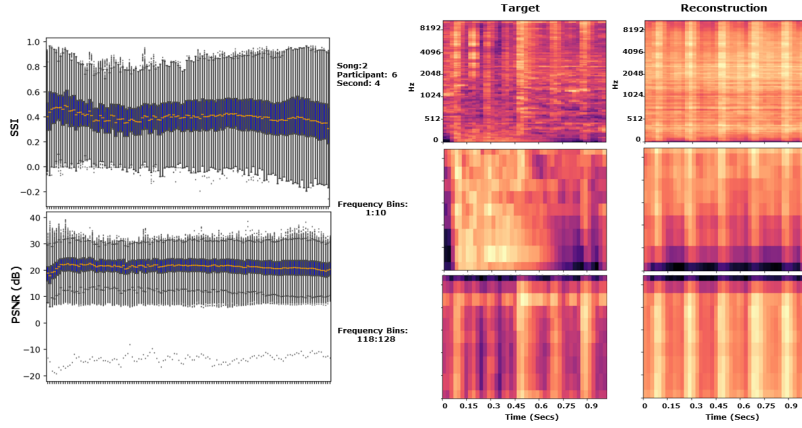 Target
Reconstruction
1.0
0.8
0.6
0.4
0.2
0.0
−0.2
SSI
Song:2
Participant: 6
Second: 4
8192
4096
2048
1024
512
0
Hz
8192
4096
2048
1024
512
0
Hz
Frequency Bins:
1:10
40
30
20
10
0
−10
−20
PSNR (dB)
Frequency Bins:
118:128
0 0.15 0.3 0.45 0.6 0.75 0.9
Time (Secs)
0 0.15 0.3 0.45 0.6 0.75 0.9
Time (Secs)